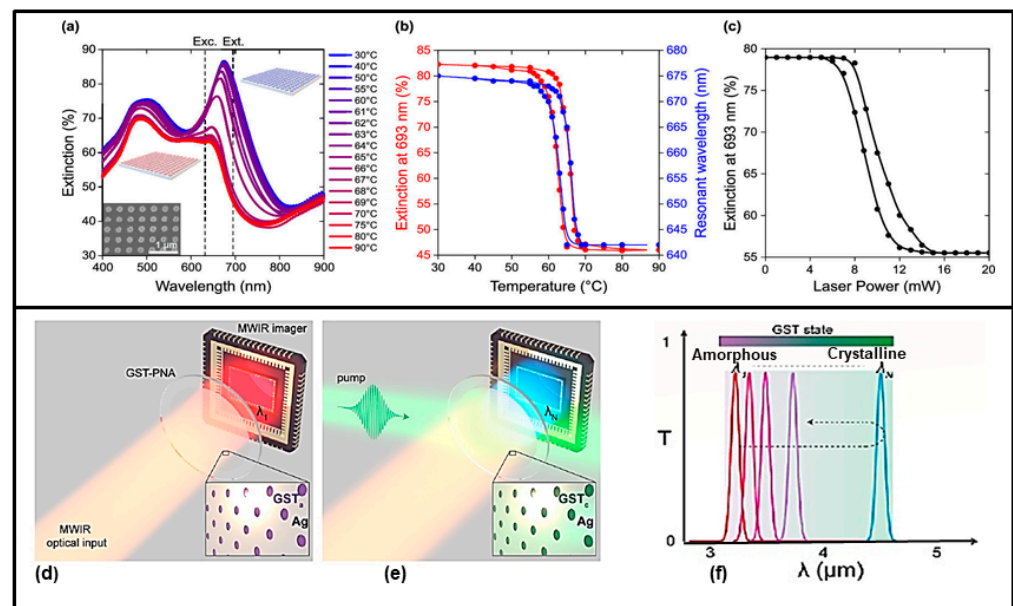 (a)
Exc. Ext.
90
80
70
60
50
40
30
Extinction (%)
400 500 600 700 800 900
Wavelength (nm)
1 μm
30°C
40°C
50°C
55°C
60°C
61°C
62°C
63°C
64°C
65°C
66°C
67°C
68°C
69°C
70°C
75°C
80°C
90°C
(b)
85
80
75
70
65
60
55
50
45
Extinction at 693 nm (%)
680
675
670
665
660
655
650
645
640
Resonant wavelength (nm)
30 40 50 60 70 80 90
Temperature (°C)
(c)
80
75
70
65
60
55
Extinction at 693 nm (%)
0 4 8 12 16 20
Laser Power (mW)
MWIR imager
GST-PNA
λ1
GSTa
Ag
MWIR
optical input
(d)
pump
λN
GSTc
Ag
(e)
GST state
Amorphous Crystalline
λ1 λN
1
T
0
3 4 5
λ (μm)
(f)